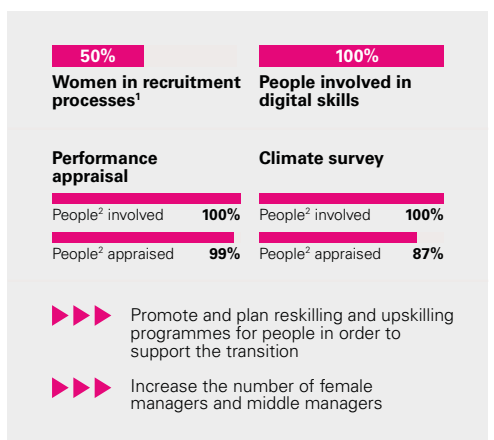 50%
100%
Women in recruitment
processes¹
People involved in
digital skills
Performance
appraisal
People² involved 100%
People² appraised 99%
Climate survey
People² involved 100%
People² appraised 87%
Promote and plan reskilling and upskilling
programmes for people in order to
support the transition
Increase the number of female
managers and middle managers